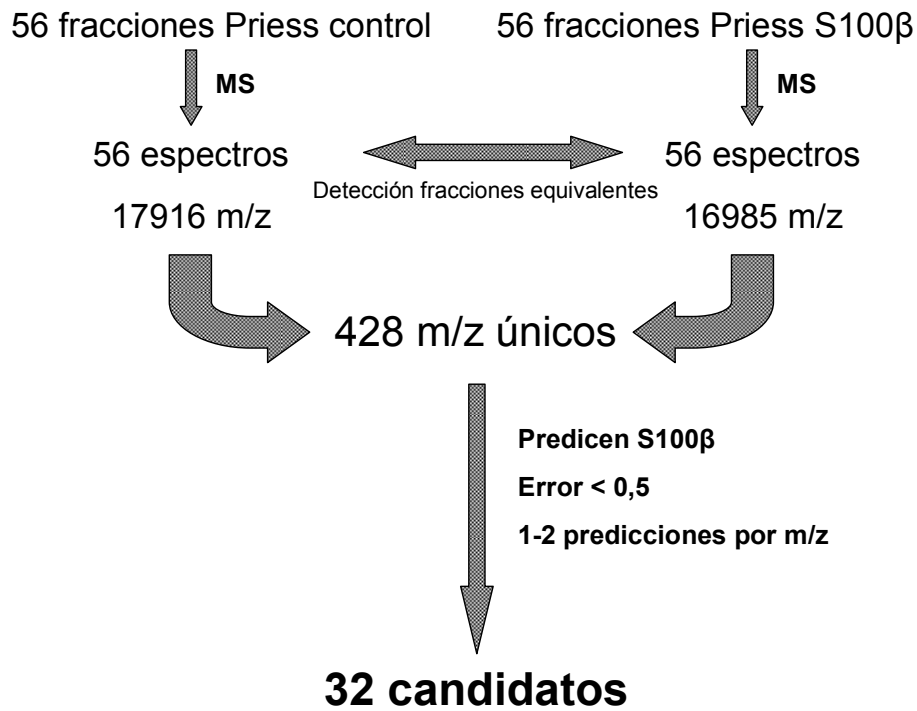 56 fracciones Priess control
56 fracciones Priess S100β
MS
MS
56 espectros
56 espectros
Detección fracciones equivalentes
17916 m/z
16985 m/z
428 m/z únicos
Predicen S100β
Error < 0,5
1-2 predicciones por m/z
32 candidatos